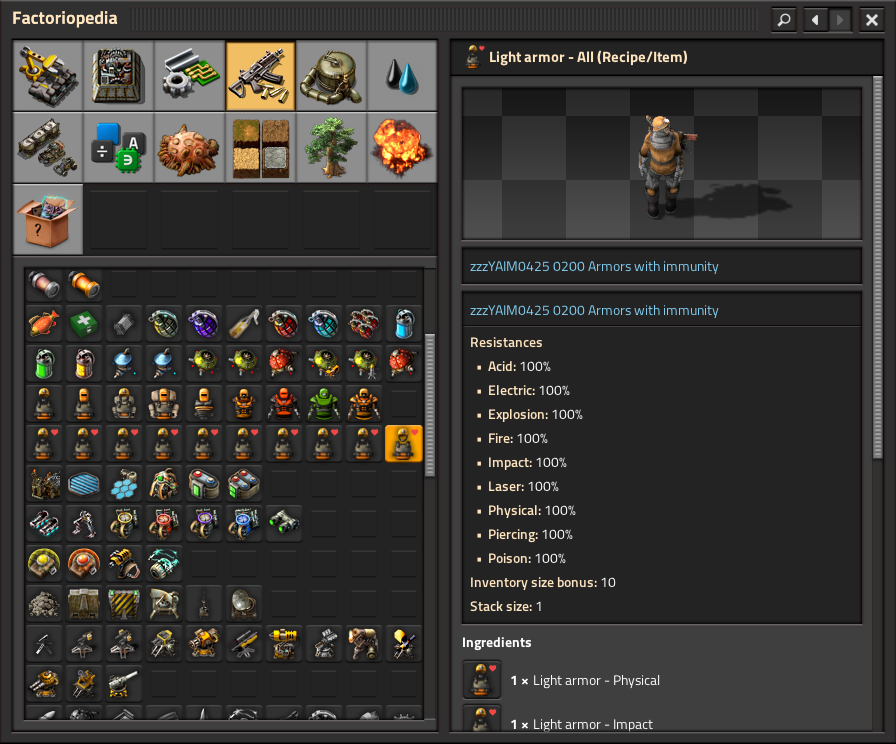 Factoriopedia
Light armor - All (Recipe/Item)
÷ A
?
zzzYAIM0425 0200 Armors with immunity
zzzYAIM0425 0200 Armors with immunity
Resistances
▪ Acid: 100%
▪ Electric: 100%
▪ Explosion: 100%
▪ Fire: 100%
▪ Impact: 100%
▪ Laser: 100%
▪ Physical: 100%
▪ Piercing: 100%
▪ Poison: 100%
Inventory size bonus: 10
Stack size: 1
Ingredients
1 × Light armor - Physical
1 × Light armor - Impact